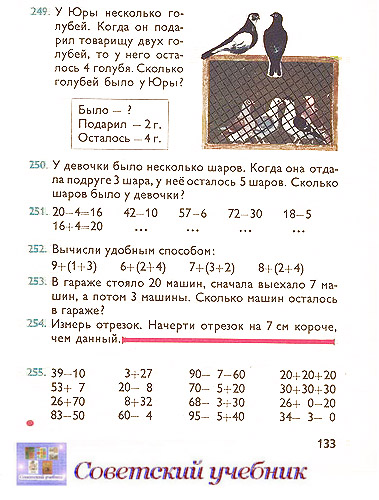 249. У Юры несколько го-
лубей. Когда он пода-
рил товарищу двух го-
лубей, то у него оста-
лось 4 голубя. Сколько
голубей было у Юры?
Было — ?
Подарил — 2 г.
Осталось — 4 г.
250. У девочки было несколько шаров. Когда она отда-
ла подруге 3 шара, у неё осталось 5 шаров. Сколько
шаров было у девочки?
251. 20−4=16 42−10 57−6 72−30 18−5
16+4=20 ... ... ... ...
252. Вычисли удобным способом:
9+(1+3) 6+(2+4) 7+(3+2) 8+(2+4)
253. В гараже стояло 20 машин, сначала выехало 7 ма-
шин, а потом 3 машины. Сколько машин осталось
в гараже?
254. Измерь отрезок. Начерти отрезок на 7 см короче,
чем данный.
255. 39−10 3+27 90− 7−60 20+20+20
53+ 7 20− 8 70− 5+20 30+30+30
26+70 8+32 68− 3+30 26+ 0−20
83−50 60− 4 95− 5+40 34− 3− 0
133
Советский учебник